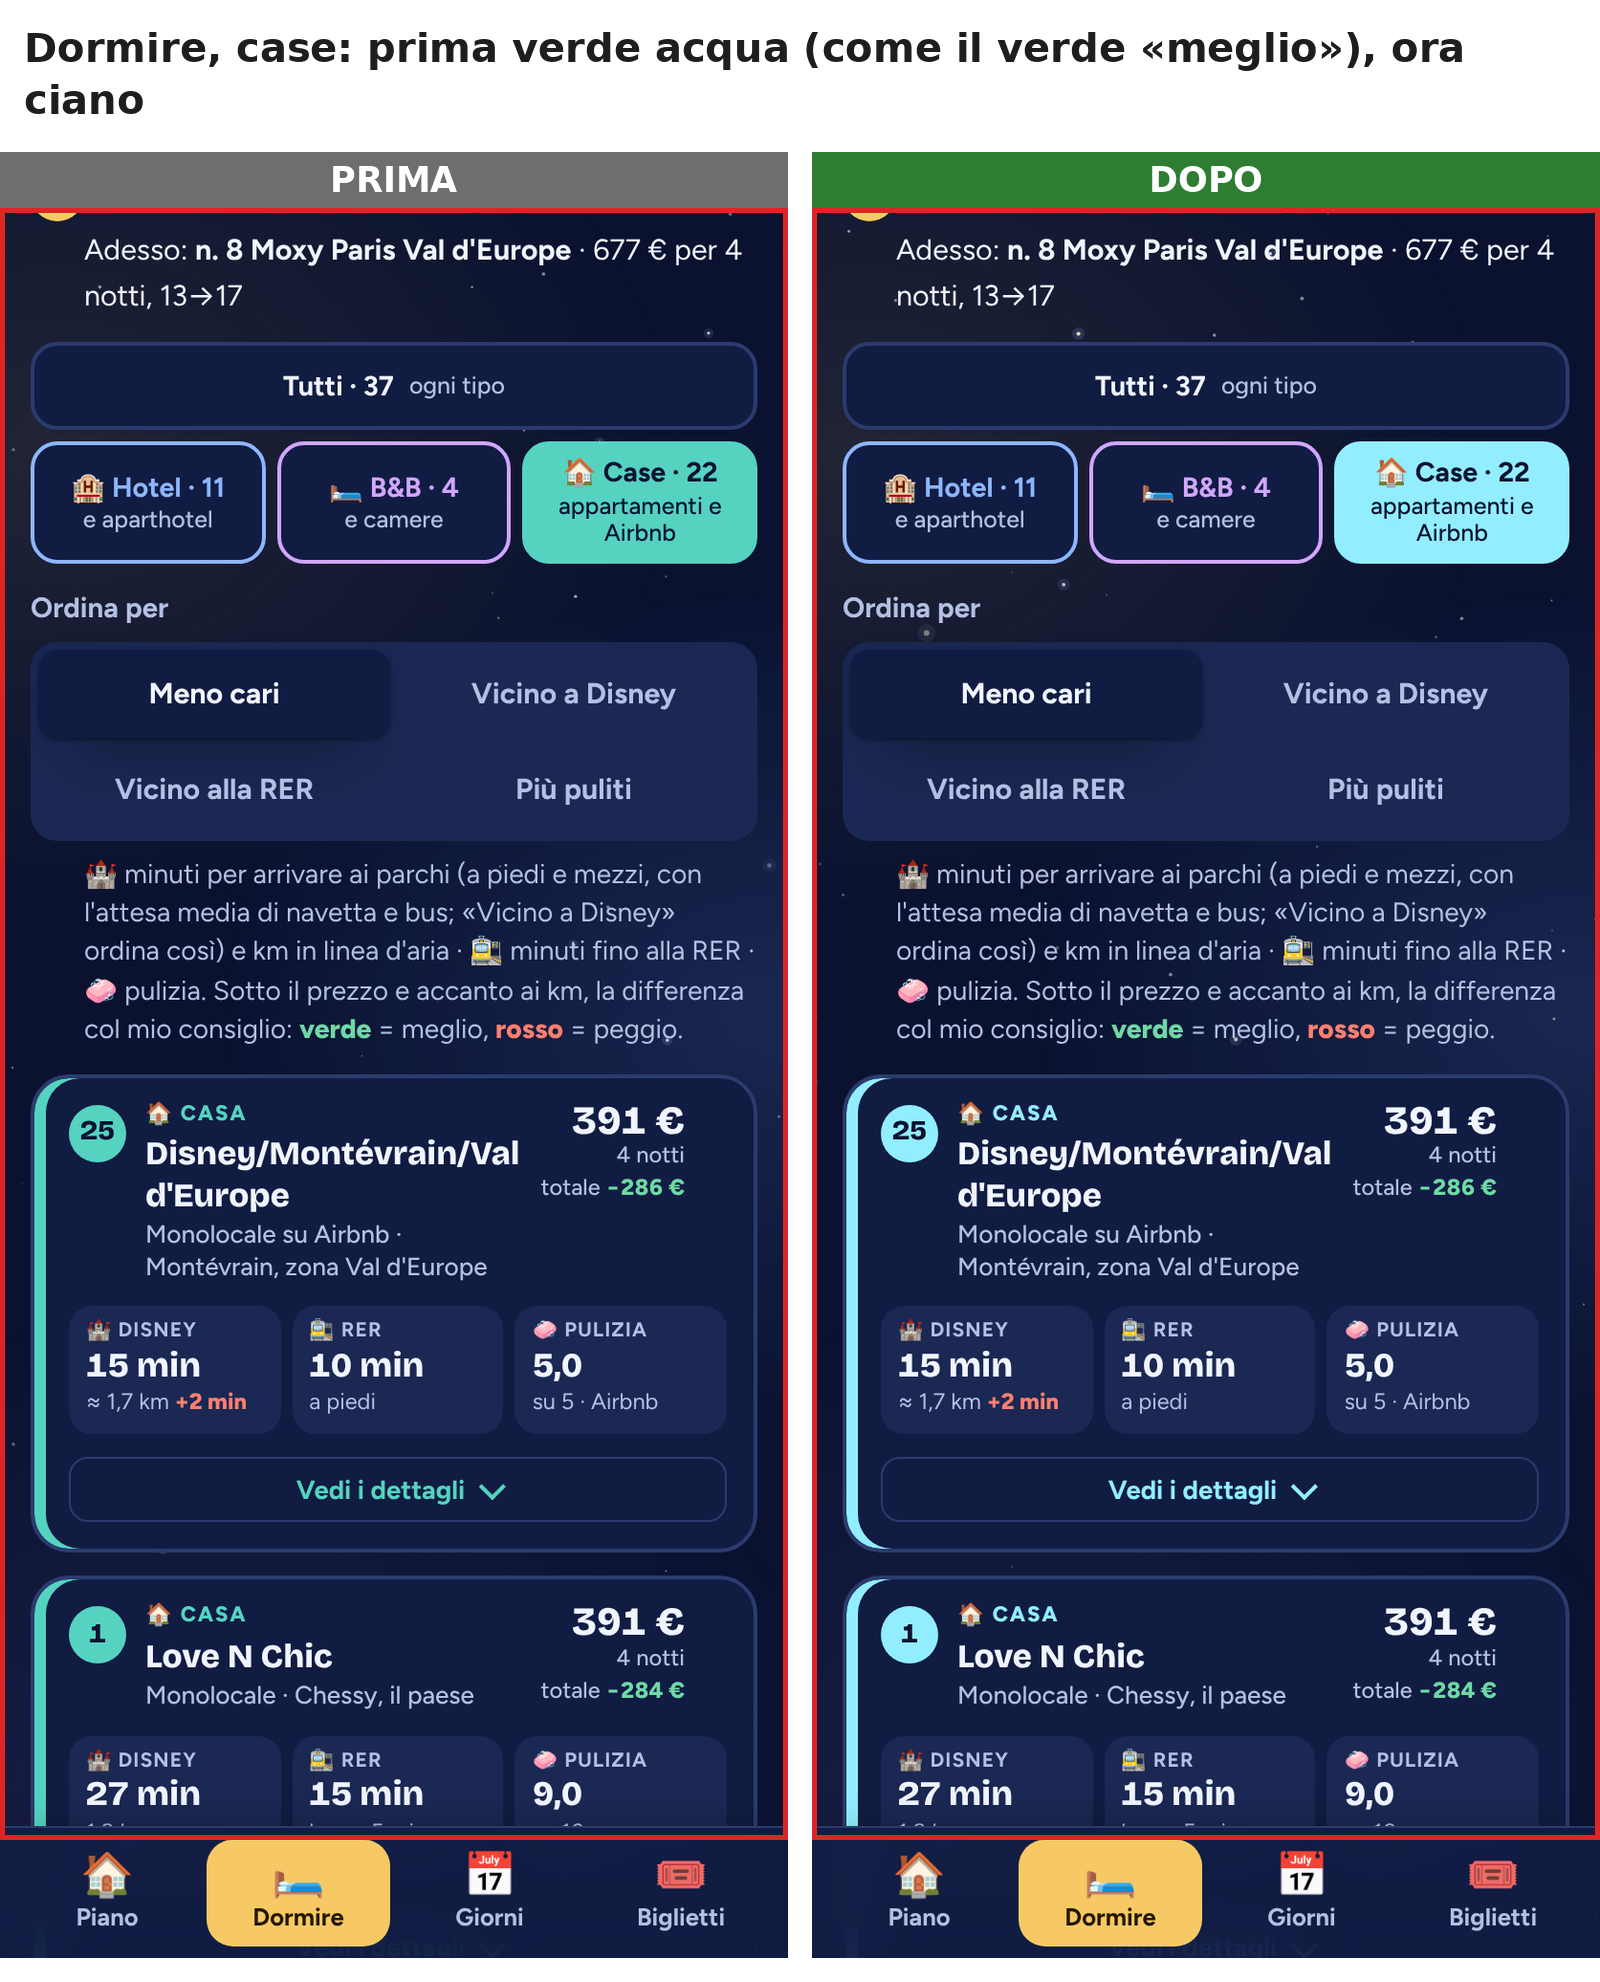 Dormire, case: prima verde acqua (come il verde «meglio»), ora
ciano
PRIMA
Adesso: n. 8 Moxy Paris Val d'Europe · 677 € per 4
notti, 13→17
Tutti · 37 ogni tipo
Hotel · 11
e aparthotel
B&B · 4
e camere
Case · 22
appartamenti e
Airbnb
Ordina per
Meno cari
Vicino a Disney
Vicino alla RER
Più puliti
minuti per arrivare ai parchi (a piedi e mezzi, con
l'attesa media di navetta e bus; «Vicino a Disney»
ordina così) e km in linea d'aria · minuti fino alla RER ·
pulizia. Sotto il prezzo e accanto ai km, la differenza
col mio consiglio: verde = meglio, rosso = peggio.
25
CASA
Disney/Montévrain/Val
d'Europe
Monolocale su Airbnb ·
Montévrain, zona Val d'Europe
391 €
4 notti
totale -286 €
DISNEY
15 min
≈ 1,7 km +2 min
RER
10 min
a piedi
PULIZIA
5,0
su 5 · Airbnb
Vedi i dettagli
1
CASA
Love N Chic
Monolocale · Chessy, il paese
391 €
4 notti
totale -284 €
DISNEY
27 min
RER
15 min
PULIZIA
9,0
Piano
Dormire
July
17
Giorni
Biglietti
Vedi i dettagli
DOPO
Adesso: n. 8 Moxy Paris Val d'Europe · 677 € per 4
notti, 13→17
Tutti · 37 ogni tipo
Hotel · 11
e aparthotel
B&B · 4
e camere
Case · 22
appartamenti e
Airbnb
Ordina per
Meno cari
Vicino a Disney
Vicino alla RER
Più puliti
minuti per arrivare ai parchi (a piedi e mezzi, con
l'attesa media di navetta e bus; «Vicino a Disney»
ordina così) e km in linea d'aria · minuti fino alla RER ·
pulizia. Sotto il prezzo e accanto ai km, la differenza
col mio consiglio: verde = meglio, rosso = peggio.
25
CASA
Disney/Montévrain/Val
d'Europe
Monolocale su Airbnb ·
Montévrain, zona Val d'Europe
391 €
4 notti
totale -286 €
DISNEY
15 min
≈ 1,7 km +2 min
RER
10 min
a piedi
PULIZIA
5,0
su 5 · Airbnb
Vedi i dettagli
1
CASA
Love N Chic
Monolocale · Chessy, il paese
391 €
4 notti
totale -284 €
DISNEY
27 min
RER
15 min
PULIZIA
9,0
Piano
Dormire
July
17
Giorni
Biglietti
Vedi i dettagli